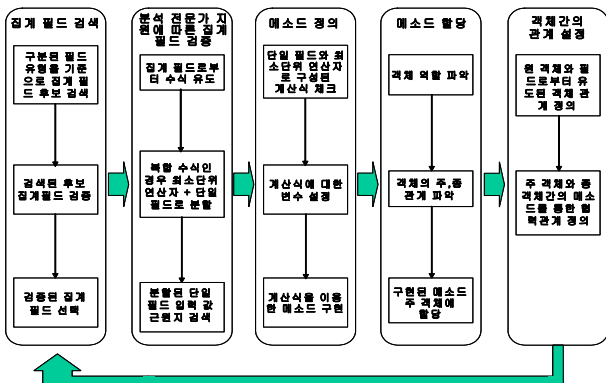 집계 필드 검색
구분된 필드
유형을 기준
으로 집계 필
드 후보 검색
검색된 후보
집계필드 검증
검증된 집계
필드 선택
분석 전문가 지
원에 따른 집계
필드 검증
집계 필드로부
터 수식 유도
복합 수식인
경우 최소단위
연산자 + 단일
필드로 분할
분할된 단일
필드 입력 값
근원지 검색
메소드 정의
단일 필드와 최
소단위 연산자
로 구성된
계산식 체크
계산식에 대한
변수 설정
계산식을 이용
한 메소드 구현
메소드 할당
객체 역할 파악
객체의 주,종
관계 파악
구현된 메소드
주 객체에
할당
객체간의
관계 설정
원 객체와 필
드로부터 유
도된 객체 관
계 정의
주 객체와 종
객체간의 메소
드를 통한 협
력관계 정의